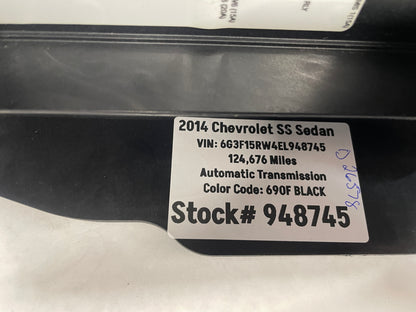 2014 Chevrolet SS Sedan
VIN: 6G3F15RW4EL948745
124,676 Miles
Automatic Transmission
Color Code: 690F BLACK
Stock# 948745